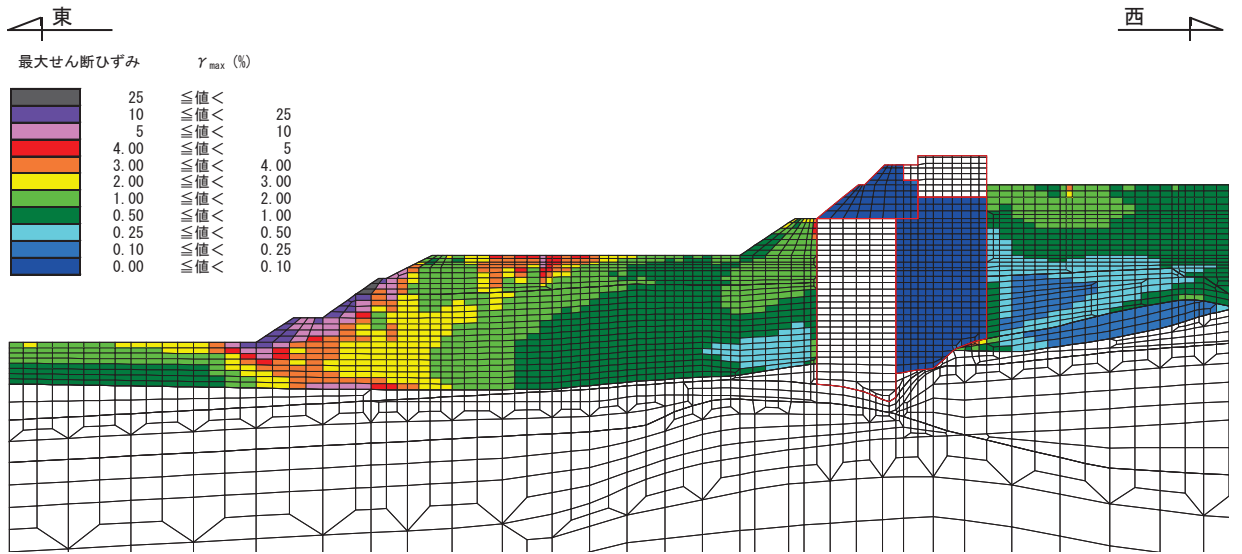 東 西
最大せん断ひずみ γmax (%)
25 ≦値<
10 ≦値< 25
5 ≦値< 10
4.00 ≦値< 5
3.00 ≦値< 4.00
2.00 ≦値< 3.00
1.00 ≦値< 2.00
0.50 ≦値< 1.00
0.25 ≦値< 0.50
0.10 ≦値< 0.25
0.00 ≦値< 0.10